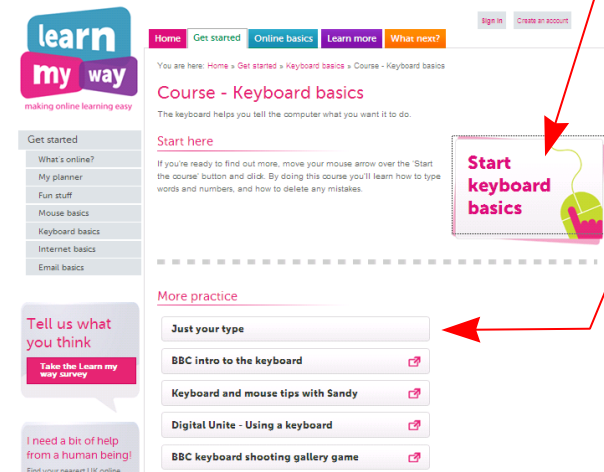 learn
my way
making online learning easy
Sign in Create an account
Home Get started Online basics Learn more What next?
You are here: Home » Get started » Keyboard basics » Course - Keyboard basics
Course - Keyboard basics
The keyboard helps you tell the computer what you want it to do.
Start here
If you're ready to find out more, move your mouse arrow over the 'Start
the course' button and click. By doing this course you'll learn how to type
words and numbers, and how to delete any mistakes.
Start
keyboard
basics
Get started
What's online?
My planner
Fun stuff
Mouse basics
Keyboard basics
Internet basics
Email basics
More practice
Just your type
BBC intro to the keyboard
Keyboard and mouse tips with Sandy
Digital Unite - Using a keyboard
BBC keyboard shooting gallery game
Tell us what
you think
Take the Learn my
way survey
I need a bit of help
from a human being!
Find your nearest UK online